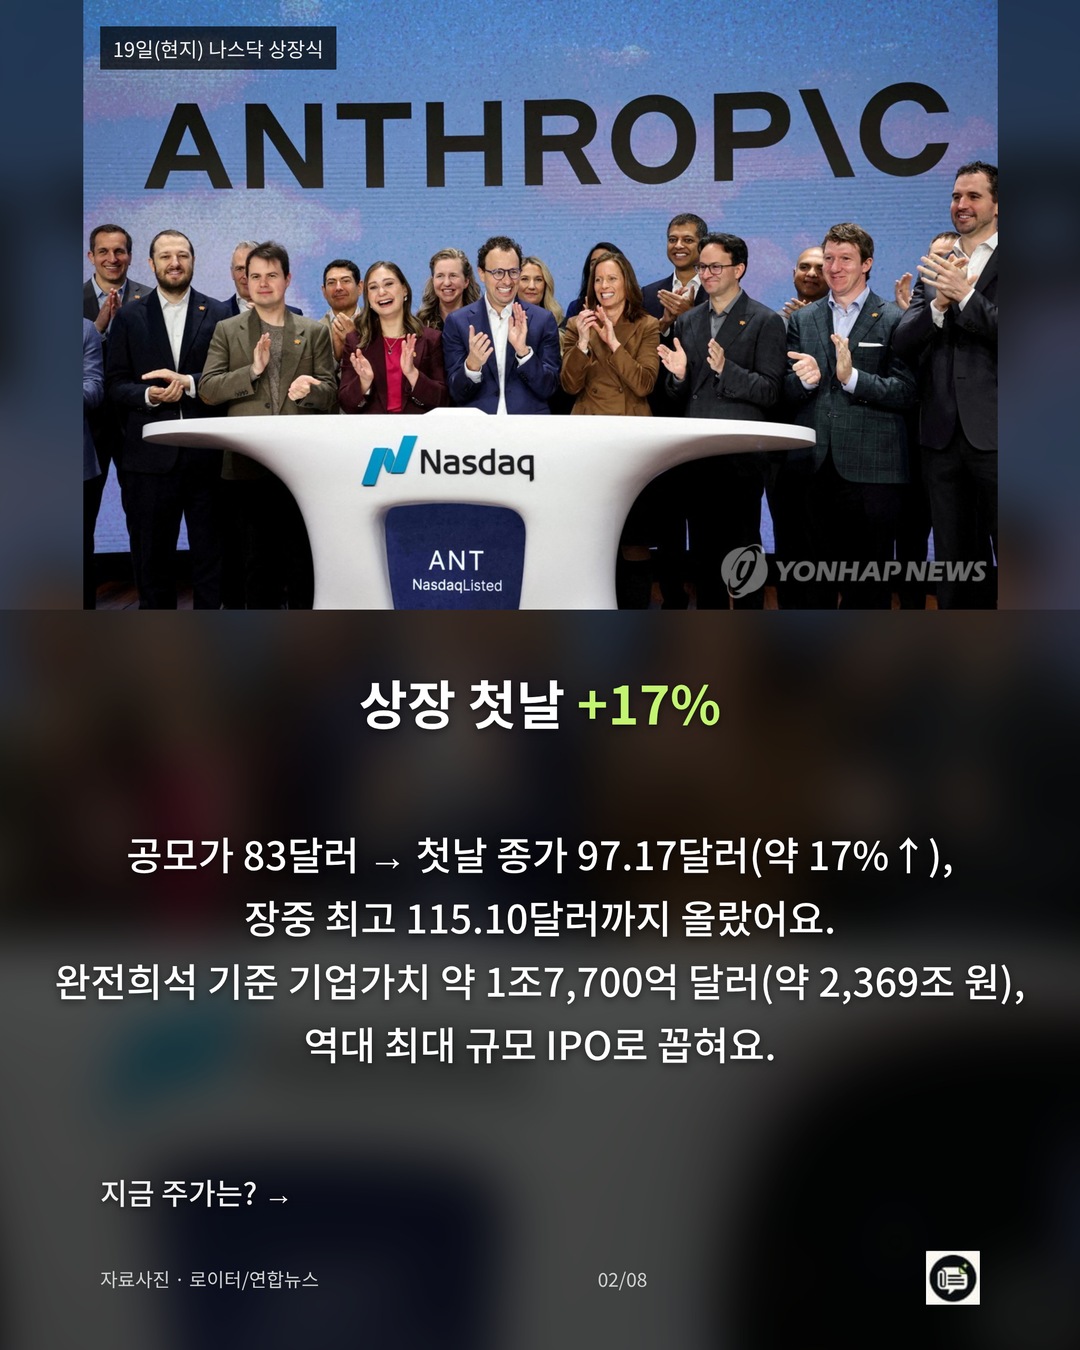 19일(현지) 나스닥 상장식
ANTHROP\C
Nasdaq
ANT
NasdaqListed
YONHAP NEWS
상장 첫날 +17%
공모가 83달러 → 첫날 종가 97.17달러(약 17%↑),
장중 최고 115.10달러까지 올랐어요.
완전희석 기준 기업가치 약 1조7,700억 달러(약 2,369조 원),
역대 최대 규모 IPO로 꼽혀요.
지금 주가는? →
자료사진 · 로이터/연합뉴스
02/08